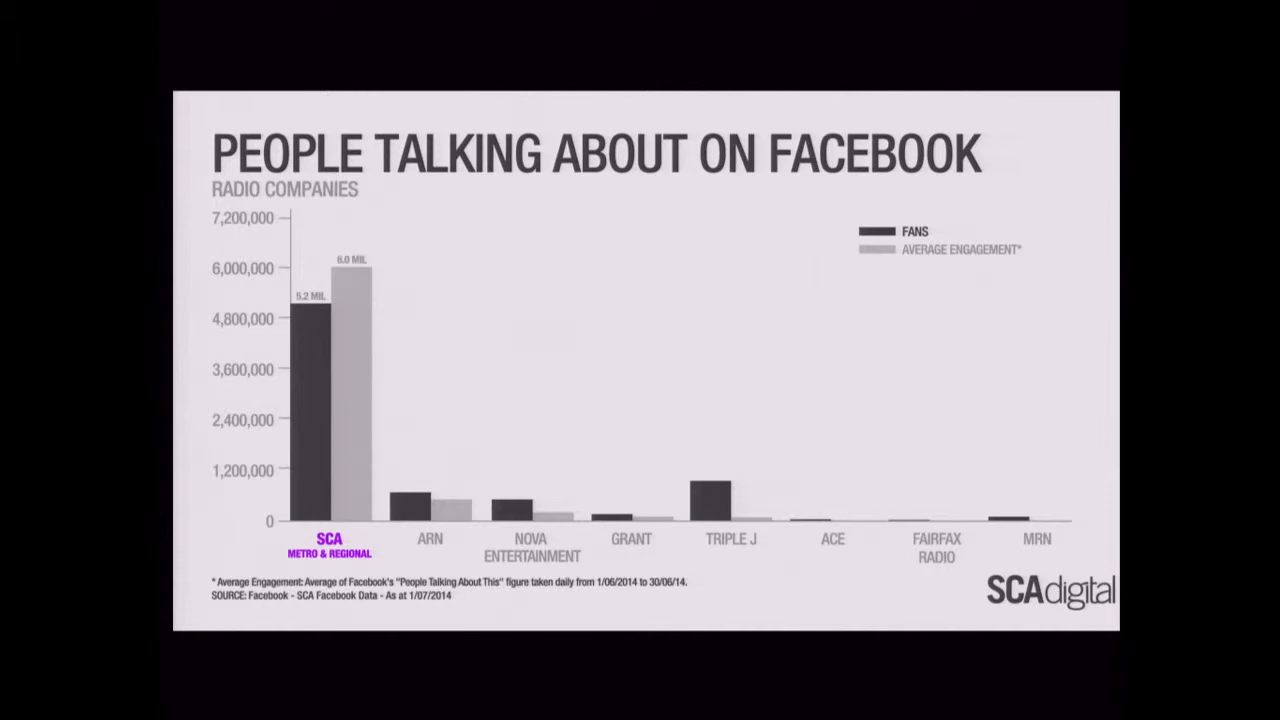 PEOPLE TALKING ABOUT ON FACEBOOK
RADIO COMPANIES
7,200,000
6,000,000
4,800,000
3,600,000
2,400,000
1,200,000
0
FANS
AVERAGE ENGAGEMENT*
5.2 MIL
6.0 MIL
SCA
METRO & REGIONAL
ARN
NOVA
ENTERTAINMENT
GRANT
TRIPLE J
ACE
FAIRFAX
RADIO
MRN
* Average Engagement: Average of Facebook's "People Talking About This" figure taken daily from 1/06/2014 to 30/06/14.
SOURCE: Facebook - SCA Facebook Data - As at 1/07/2014
SCAdigital